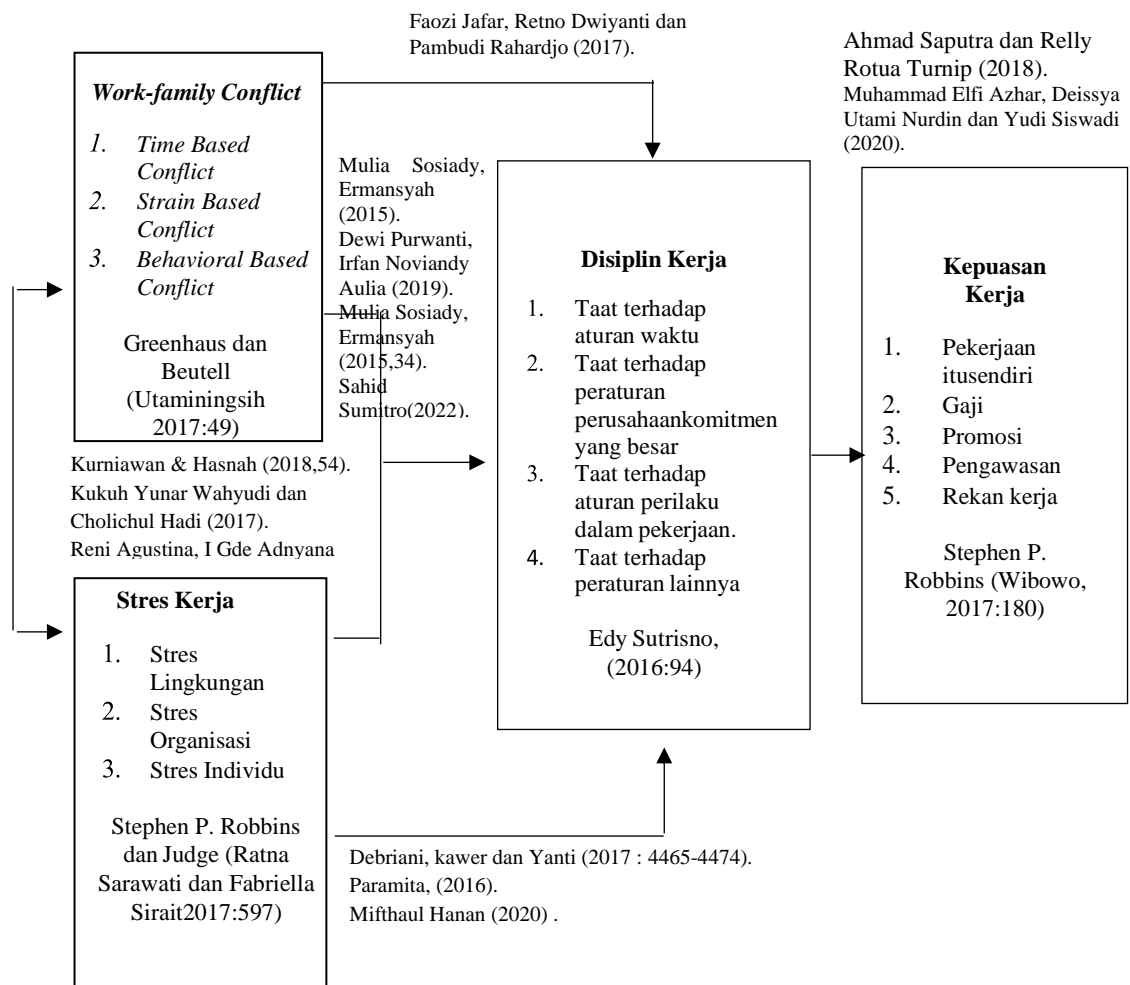 Faozi Jafar, Retno Dwiyanti dan
Pambudi Rahardjo (2017).
Ahmad Saputra dan Relly
Rotua Turnip (2018).
Muhammad Elfi Azhar, Deissya
Utami Nurdin dan Yudi Siswadi
(2020).
Work-family Conflict
1. Time Based
Conflict
2. Strain Based
Conflict
3. Behavioral Based
Conflict
Greenhaus dan
Beutell
(Utaminingsih
2017:49)
Mulia Sosiady,
Ermansyah
(2015).
Dewi Purwanti,
Irfan Noviandy
Aulia (2019).
Mulia Sosiady,
Ermansyah
(2015,34).
Sahid
Sumitro(2022).
Kurniawan & Hasnah (2018,54).
Kukuh Yunar Wahyudi dan
Cholichul Hadi (2017).
Reni Agustina, I Gde Adnyana
Stres Kerja
1. Stres
Lingkungan
2. Stres
Organisasi
3. Stres Individu
Stephen P. Robbins
dan Judge (Ratna
Sarawati dan Fabriella
Sirait2017:597)
Disiplin Kerja
1. Taat terhadap
aturan waktu
2. Taat terhadap
peraturan
perusahaankomitmen
yang besar
3. Taat terhadap
aturan perilaku
dalam pekerjaan.
4. Taat terhadap
peraturan lainnya
Edy Sutrisno,
(2016:94)
Kepuasan
Kerja
1. Pekerjaan
itusendiri
2. Gaji
3. Promosi
4. Pengawasan
5. Rekan kerja
Stephen P.
Robbins (Wibowo,
2017:180)
Debriani, kawer dan Yanti (2017 : 4465-4474).
Paramita, (2016).
Mifthaul Hanan (2020) .